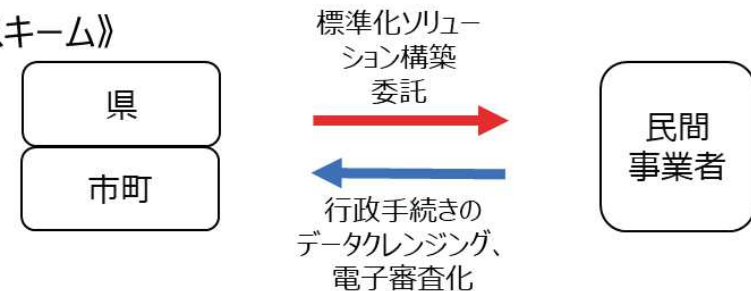 スキーム》
県
市町
標準化ソリュー
ション構築
委託
行政手続きの
データクレンジング、
電子審査化
民間
事業者